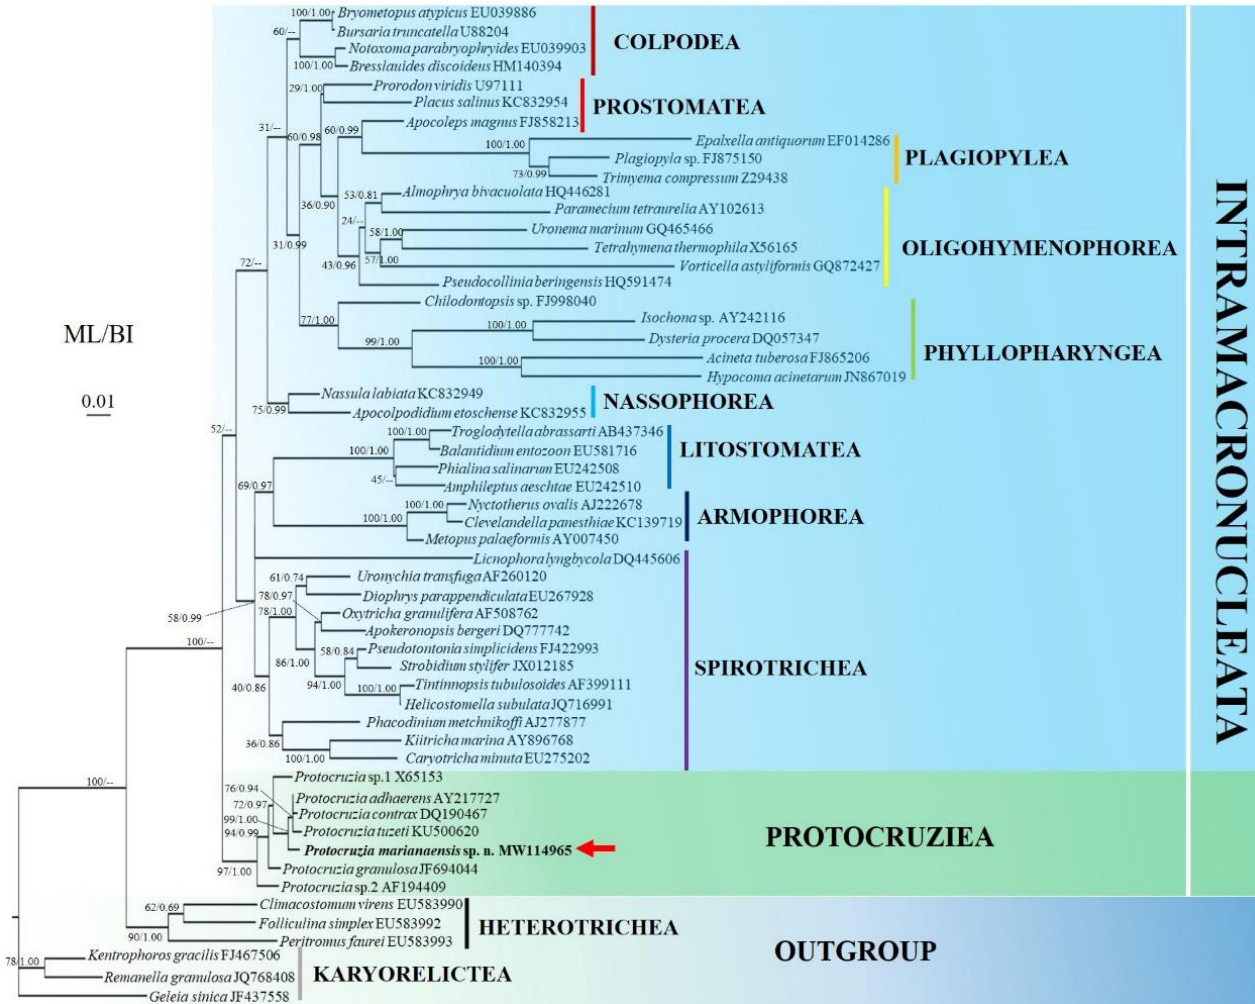 100/1.00
Bryometopus atypicus EU039886
60/--
Bursaria truncatella U88204
Notoxoma parabryophryides EU039903
COLPODEA
100/1.00
Bresslauides discoideus HM140394
29/1.00
Prorodon viridis U97111
Placus salinus KC832954
PROSTOMATEA
31/--
60/0.98
60/0.99
Apocoleps magnus FJ858213
100/1.00
Epalxella antiquorum EF014286
Plagiopyla sp. FJ875150
PLAGIOPYLEA
73/0.99
Trimyema compressum Z29438
36/0.90
53/0.81
Almophrya bivacuolata HQ446281
Paramecium tetraurelia AY102613
24/--
58/1.00
Uronema marinum GQ465466
31/0.99
Tetrahymena thermophila X56165
OLIGOHYMENOPHOREA
43/0.96
57/1.00
Vorticella astyliformis GQ872427
72/--
Pseudocollinia beringensis HQ591474
Chilodontopsis sp. FJ998040
77/1.00
100/1.00
Isochona sp. AY242116
ML/BI
99/1.00
Dysteria procera DQ057347
PHYLLOPHARYNGEA
100/1.00
Acineta tuberosa FJ865206
Hypocoma acinetarum JN867019
0.01
Nassula labiata KC832949
NASSOPHOREA
75/0.99
Apocolpodidium etoschense KC832955
52/--
100/1.00
Troglodytella abrassarti AB437346
100/1.00
Balantidium entozoon EU581716
LITOSTOMATEA
Phialina salinarum EU242508
69/0.97
45/--
Amphileptus aeschtae EU242510
100/1.00
Nyctotherus ovalis AJ222678
100/1.00
Clevelandella panesthiae KC139719
ARMOPHOREA
Metopus palaeformis AY007450
Licnophora lyngbycola DQ445606
61/0.74
Uronychia transfuga AF260120
78/0.97
Diophrys parappendiculata EU267928
58/0.99
78/1.00
Oxytricha granulifera AF508762
Apokeronopsis bergeri DQ777742
100/--
58/0.84
Pseudotontonia simplicidens FJ422993
86/1.00
Strobidium stylifer JX012185
SPIROTRICHEA
40/0.86
94/1.00
100/1.00
Tintinnopsis tubulosoides AF399111
Helicostomella subulata JQ716991
Phacodinium metchnikoffi AJ277877
36/0.86
Kiitricha marina AY896768
100/1.00
Caryotricha minuta EU275202
INTRAMACRONUCLEATA
100/--
Protocruzia sp.1 X65153
76/0.94
72/0.97
Protocruzia adhaerens AY217727
Protocruzia contrax DQ190467
99/1.00
Protocruzia tuzeti KU500620
PROTOCRUZIEA
94/0.99
Protocruzia marianaensis sp. n. MW114965
97/1.00
Protocruzia granulosa JF694044
Protocruzia sp.2 AF194409
62/0.69
Climacostomum virens EU583990
Folliculina simplex EU583992
HETEROTRICHEA
90/1.00
Peritromus faurei EU583993
OUTGROUP
78/1.00
Kentrophoros gracilis FJ467506
Remanella granulosa JQ768408
KARYORELICTEA
Geleia sinica JF437558